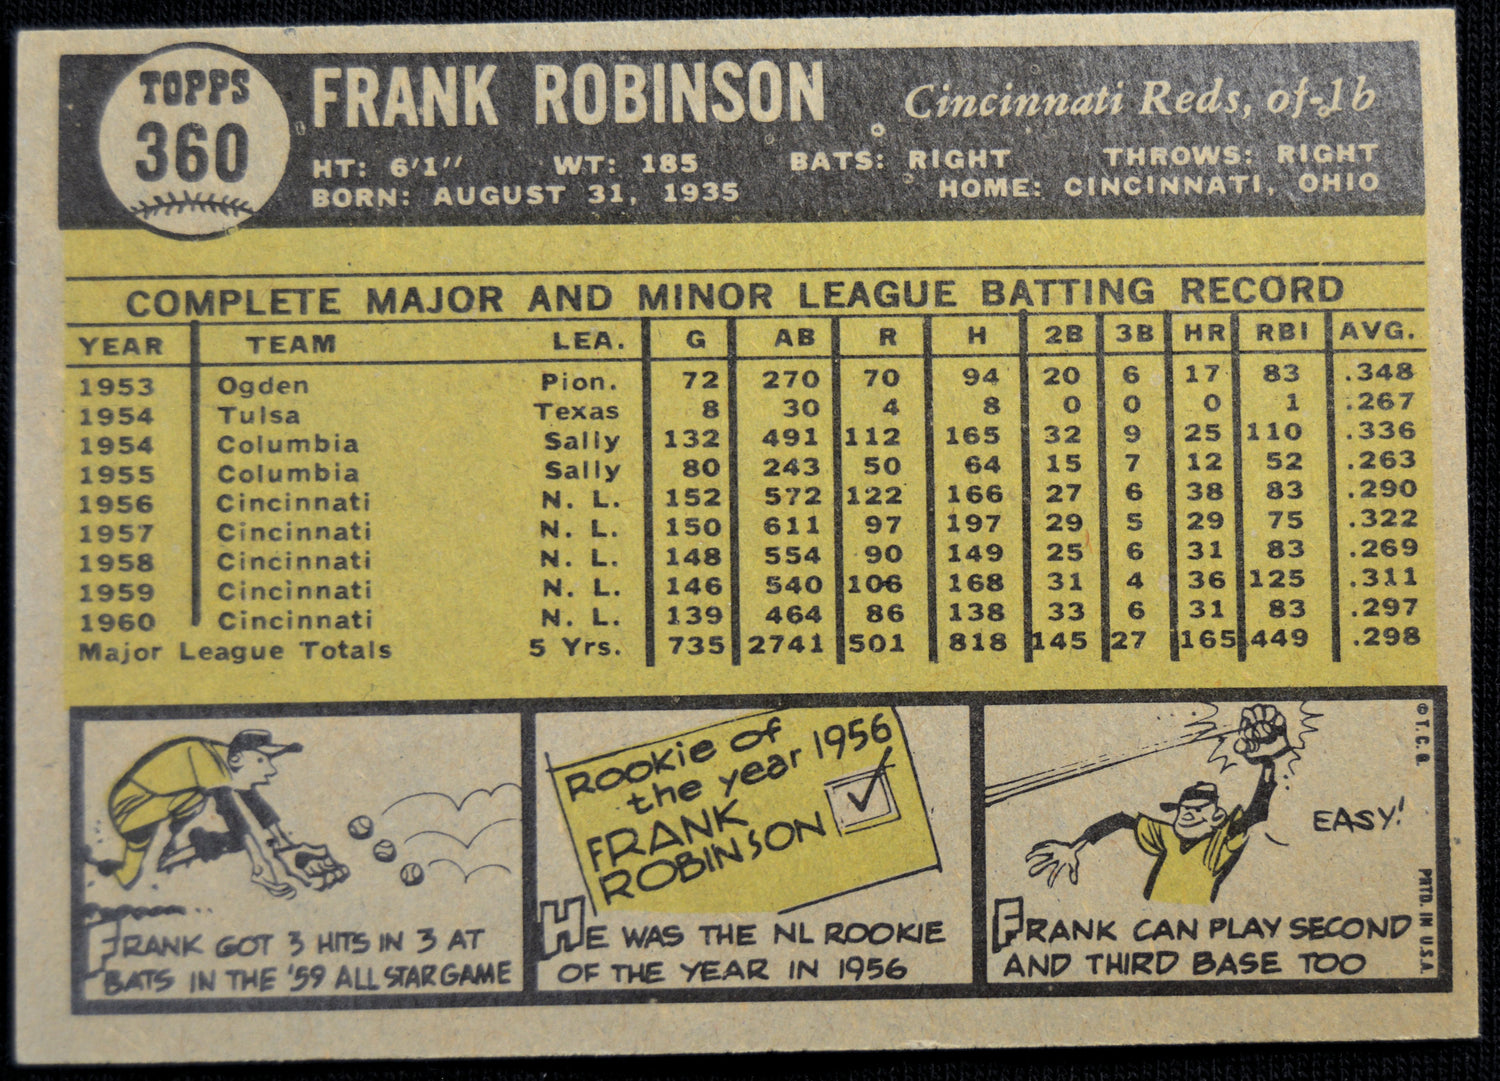 TOPPS
360
FRANK ROBINSON
Cincinnati Reds, of-1b
HT: 6'1" WT: 185 BATS: RIGHT THROWS: RIGHT
BORN: AUGUST 31, 1935 HOME: CINCINNATI, OHIO
COMPLETE MAJOR AND MINOR LEAGUE BATTING RECORD
YEAR TEAM LEA. G AB R H 2B 3B HR RBI AVG.
1953 Ogden Pion. 72 270 70 94 20 6 17 83 .348
1954 Tulsa Texas 8 30 4 8 0 0 0 1 .267
1954 Columbia Sally 132 491 112 165 32 9 25 110 .336
1955 Columbia Sally 80 243 50 64 15 7 12 52 .263
1956 Cincinnati N. L. 152 572 122 166 27 6 38 83 .290
1957 Cincinnati N. L. 150 611 97 197 29 5 29 75 .322
1958 Cincinnati N. L. 148 554 90 149 25 6 31 83 .269
1959 Cincinnati N. L. 146 540 106 168 31 4 36 125 .311
1960 Cincinnati N. L. 139 464 86 138 33 6 31 83 .297
Major League Totals 5 Yrs. 735 2741 501 818 145 27 165 449 .298
FRANK GOT 3 HITS IN 3 AT
BATS IN THE '59 ALL STAR GAME
Rookie of
the year 1956
FRANK
ROBINSON
HE WAS THE NL ROOKIE
OF THE YEAR IN 1956
EASY!
FRANK CAN PLAY SECOND
AND THIRD BASE TOO
© T. C. G.
PRTD. IN U.S.A.